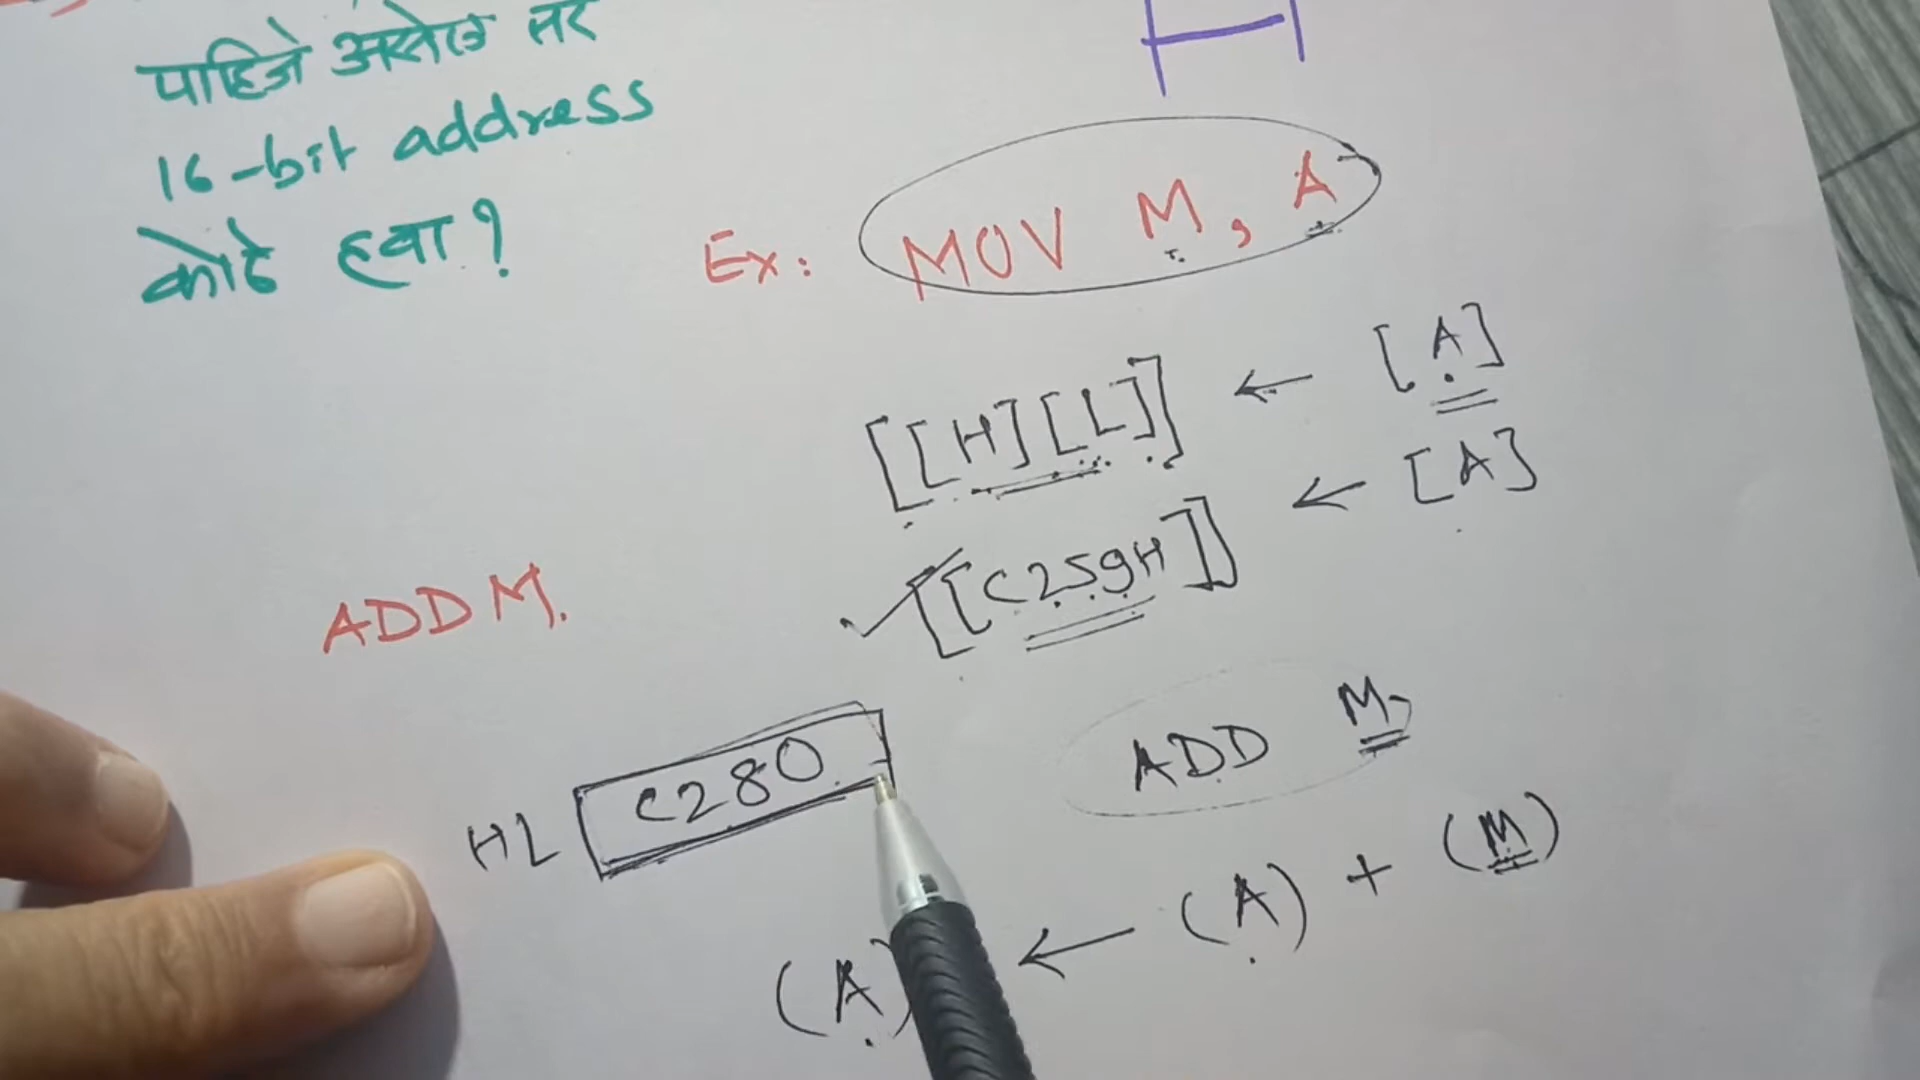 पाहिजे असेल तर
16-bit address
कोठे हवा?
Ex: MOV M, A
[[H][L]] ← [A]
[[C259H]] ← [A]
ADD M.
HL C280
ADD M
(A) ← (A) + (M)